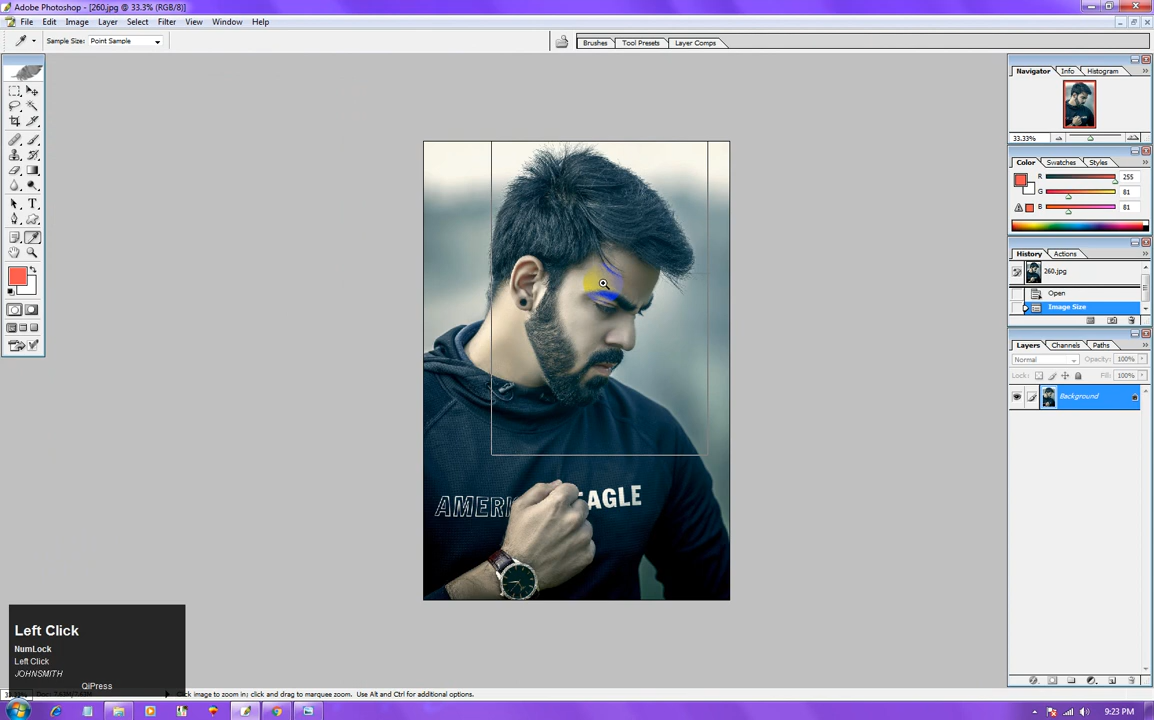 Adobe Photoshop - [260.jpg @ 33.3% (RGB/8)]
File Edit Image Layer Select Filter View Window Help
Sample Size: Point Sample
Brushes Tool Presets Layer Comps
Navigator Info Histogram
33.33%
Color Swatches Styles
R 255
G 81
B 81
History Actions
260.jpg
Open
Image Size
Layers Channels Paths
Normal Opacity: 100%
Lock: Fill: 100%
Background
EAGLE
Left Click
NumLock
Left Click
JOHNSMITH
QiPress
Click image to zoom in; click and drag to marquee zoom. Use Alt and Ctrl for additional options.
9:23 PM